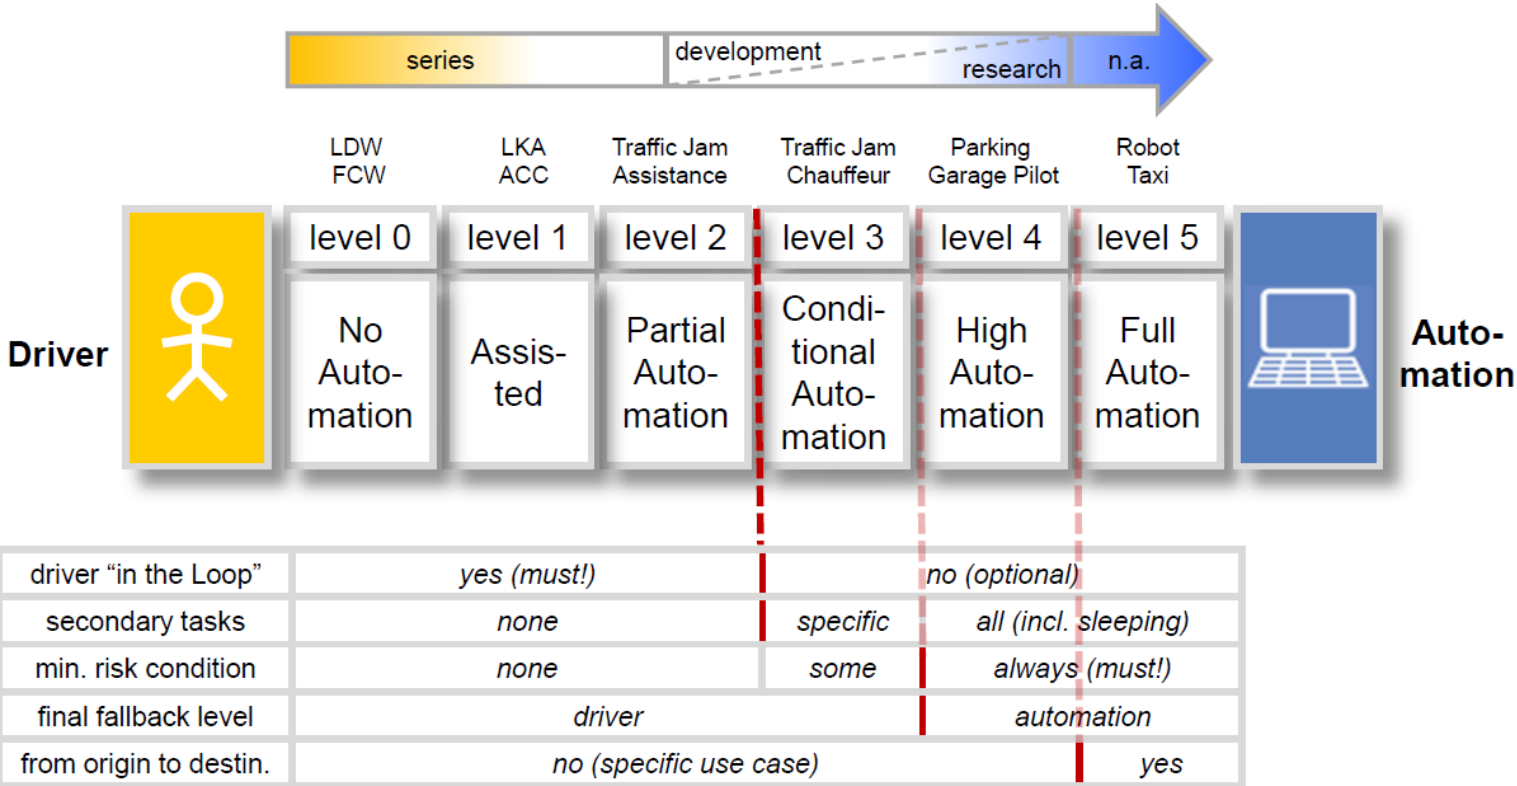 series
development
research
n.a.
LDW
FCW
LKA
ACC
Traffic Jam
Assistance
Traffic Jam
Chauffeur
Parking
Garage Pilot
Robot
Taxi
level 0
level 1
level 2
level 3
level 4
level 5
Driver
No
Auto-
mation
Assis-
ted
Partial
Auto-
mation
Condi-
tional
Auto-
mation
High
Auto-
mation
Full
Auto-
mation
Auto-
mation
driver “in the Loop” yes (must!) no (optional)
secondary tasks none specific all (incl. sleeping)
min. risk condition none some always (must!)
final fallback level driver automation
from origin to destin. no (specific use case) yes